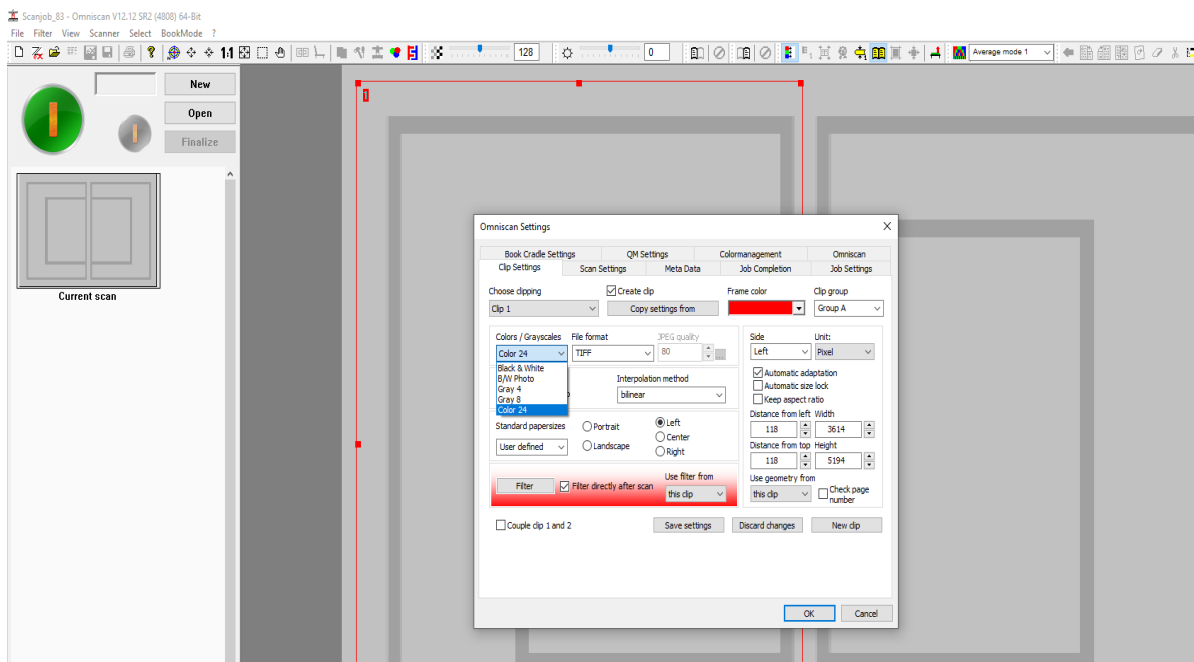 Scanjob_83 - Omniscan V12.12 SR2 (4808) 64-Bit
File Filter View Scanner Select BookMode ?
1:1 128 0 Average mode 1
New
Open
Finalize
Current scan
1
Omniscan Settings
Book Cradle Settings QM Settings Colormanagement Omniscan
Clip Settings Scan Settings Meta Data Job Completion Job Settings
Choose clipping Create clip Frame color Clip group
Clip 1 Copy settings from Group A
Colors / Grayscales File format JPEG quality Side Unit:
Color 24 TIFF 80 Left Pixel
Black & White
B/W Photo
Gray 4
Gray 8
Color 24
Interpolation method
bilinear
Automatic adaptation
Automatic size lock
Keep aspect ratio
Standard papersizes Portrait Left
Center
User defined Landscape Right
Distance from left Width
118 3614
Distance from top Height
118 5194
Filter Filter directly after scan Use filter from
this clip
Use geometry from
this clip Check page number
Couple clip 1 and 2 Save settings Discard changes New clip
OK Cancel